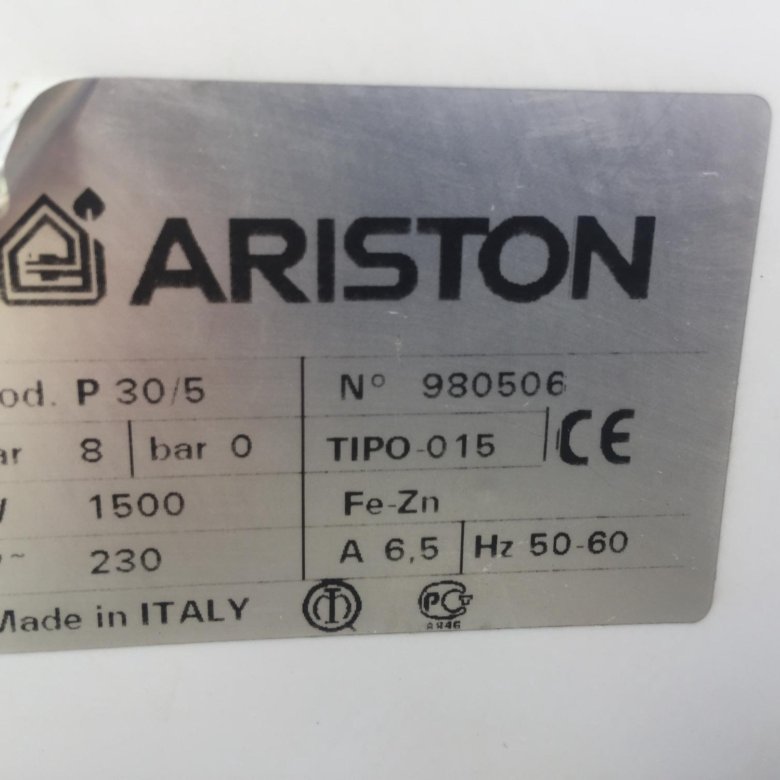 ARISTON
od. P 30/5 N° 980506
ar 8 bar 0 TIPO-015 CE
1500 Fe-Zn
~ 230 A 6,5 Hz 50-60
Made in ITALY PCT